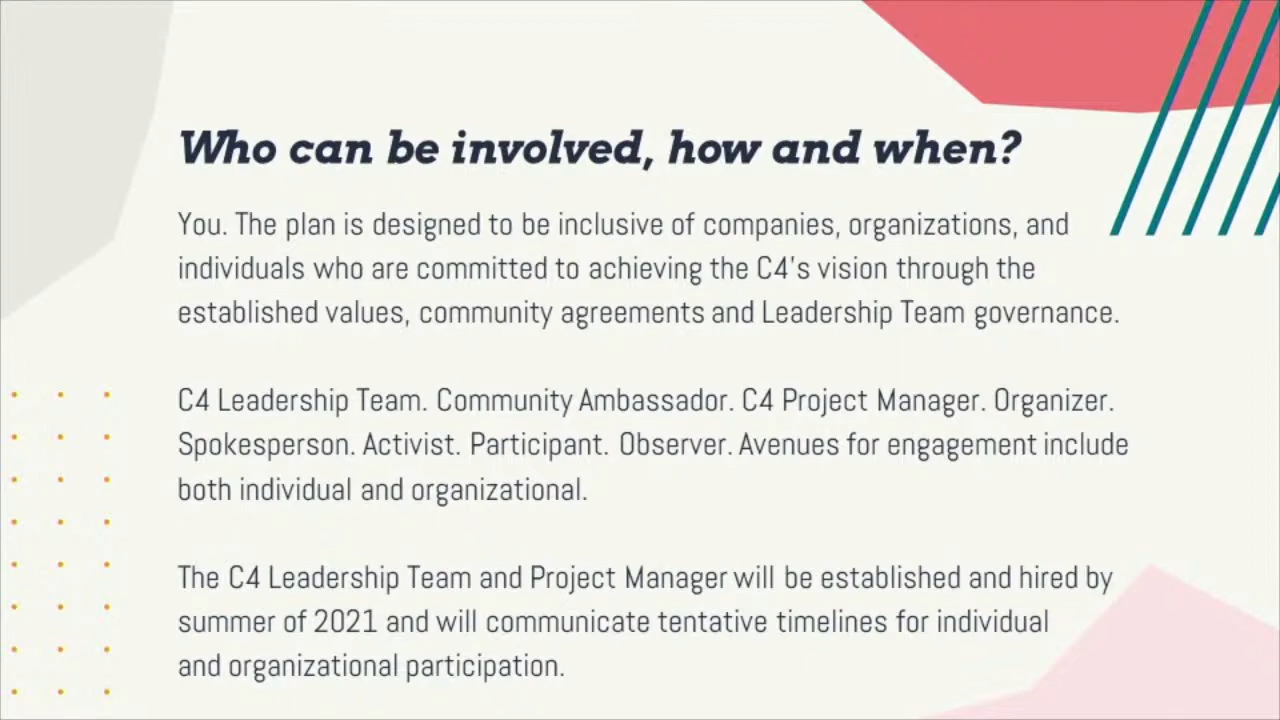 Who can be involved, how and when?
You. The plan is designed to be inclusive of companies, organizations, and
individuals who are committed to achieving the C4's vision through the
established values, community agreements and Leadership Team governance.
C4 Leadership Team. Community Ambassador. C4 Project Manager. Organizer.
Spokesperson. Activist. Participant. Observer. Avenues for engagement include
both individual and organizational.
The C4 Leadership Team and Project Manager will be established and hired by
summer of 2021 and will communicate tentative timelines for individual
and organizational participation.